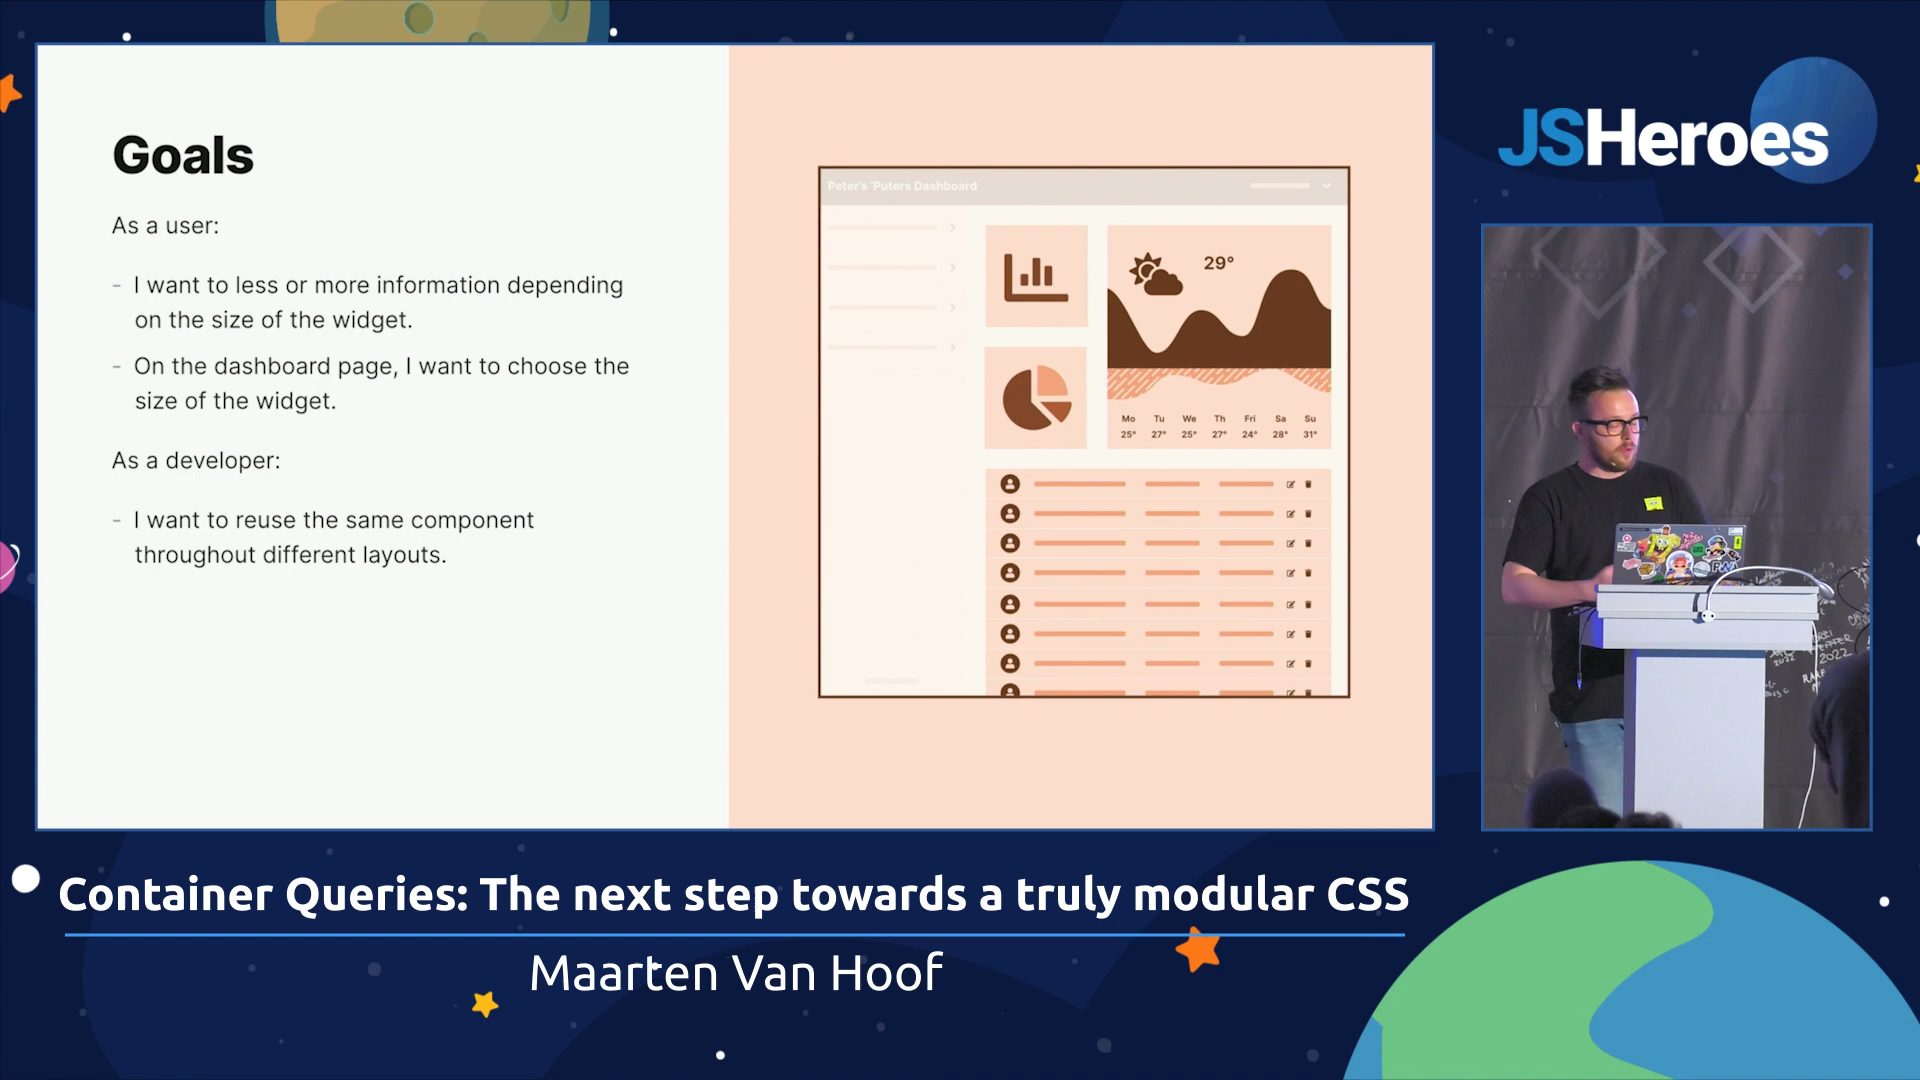 Goals
As a user:
- I want to less or more information depending
on the size of the widget.
- On the dashboard page, I want to choose the
size of the widget.
As a developer:
- I want to reuse the same component
throughout different layouts.
Peter's 'Puters Dashboard
29°
Mo Tu We Th Fri Sa Su
25° 27° 25° 27° 24° 28° 31°
JSHeroes
2022
2022
Container Queries: The next step towards a truly modular CSS
Maarten Van Hoof